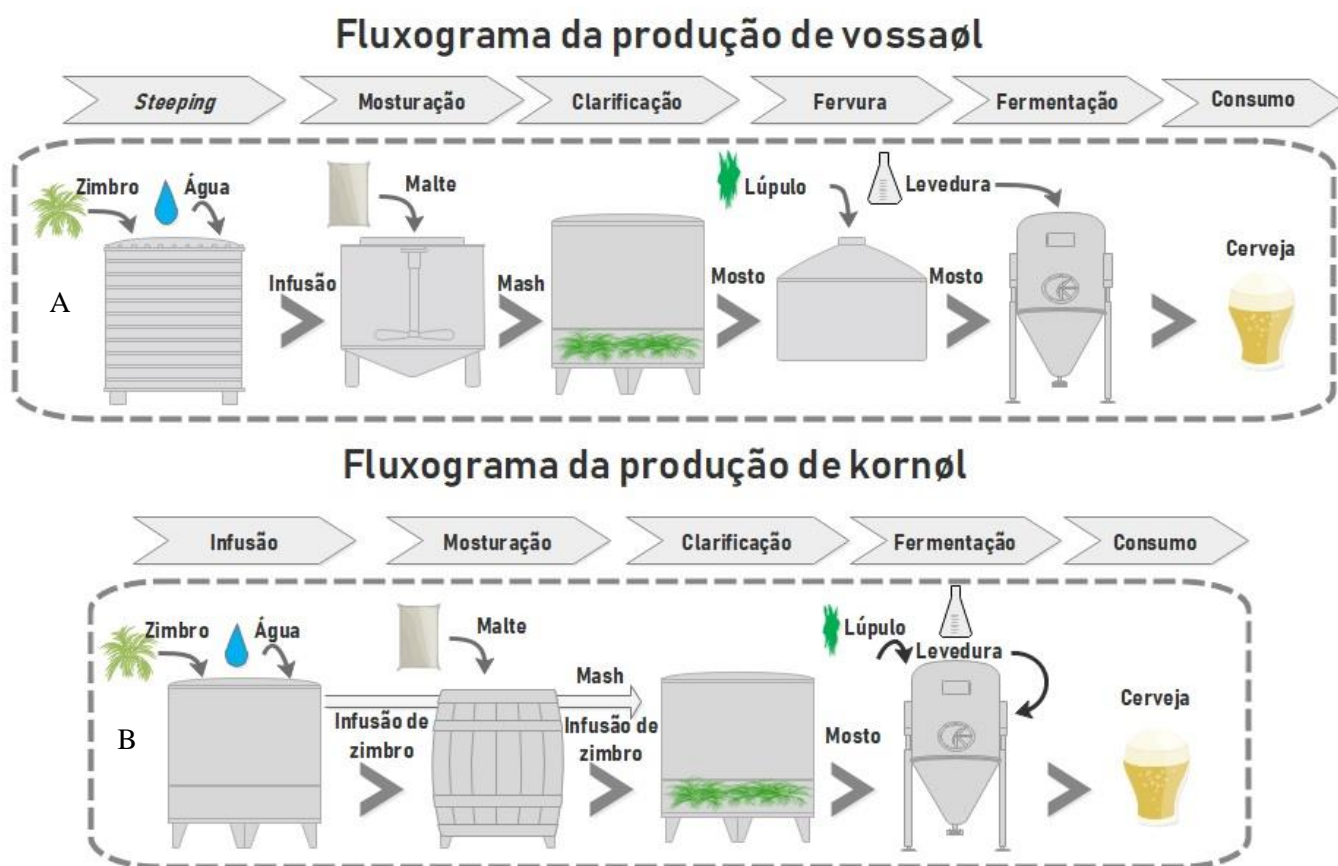 Fluxograma da produção de vossaøl
Steeping Mosturação Clarificação Fervura Fermentação Consumo
Zimbro Água Malte Lúpulo Levedura
Cerveja
A Infusão Mash Mosto Mosto
Fluxograma da produção de kornøl
Infusão Mosturação Clarificação Fermentação Consumo
Zimbro Água Malte Lúpulo
Levedura
Mash
Cerveja
Infusão de
zimbro
Infusão de
zimbro
B Mosto